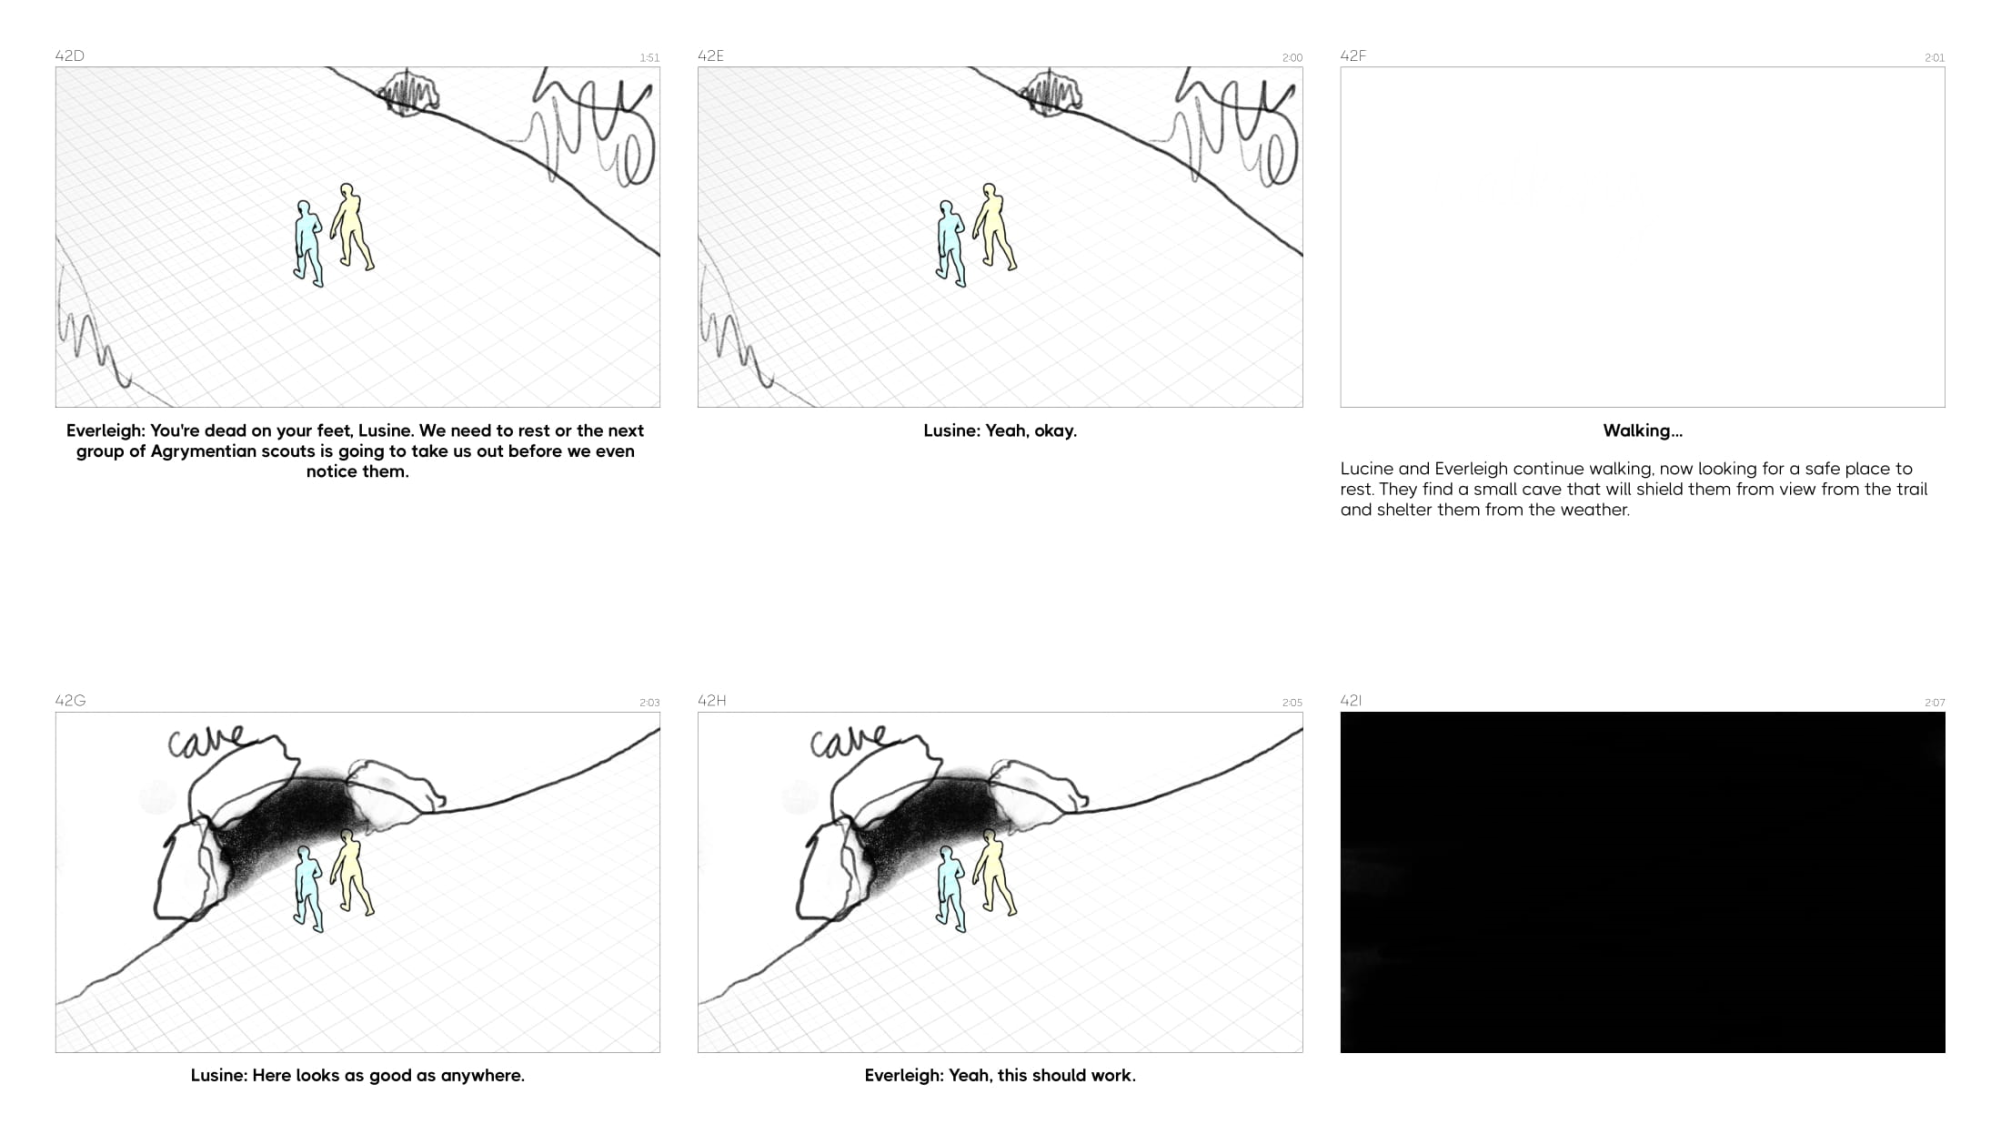 42D 1:51
42E 2:00
42F 2:01
Everleigh: You're dead on your feet, Lusine. We need to rest or the next
group of Agrymentian scouts is going to take us out before we even
notice them.
Lusine: Yeah, okay.
Walking...
Lucine and Everleigh continue walking, now looking for a safe place to
rest. They find a small cave that will shield them from view from the trail
and shelter them from the weather.
42G 2:03
42H 2:05
42I 2:07
cave
cave
Lusine: Here looks as good as anywhere.
Everleigh: Yeah, this should work.